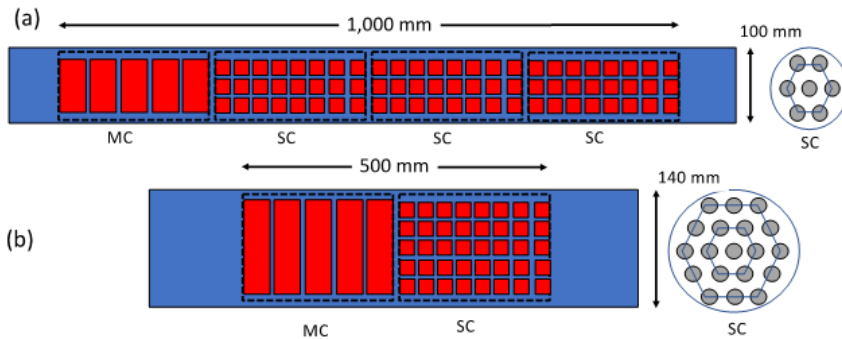 (a)
1,000 mm
100 mm
MC SC SC SC
SC
500 mm
140 mm
(b)
MC SC
SC